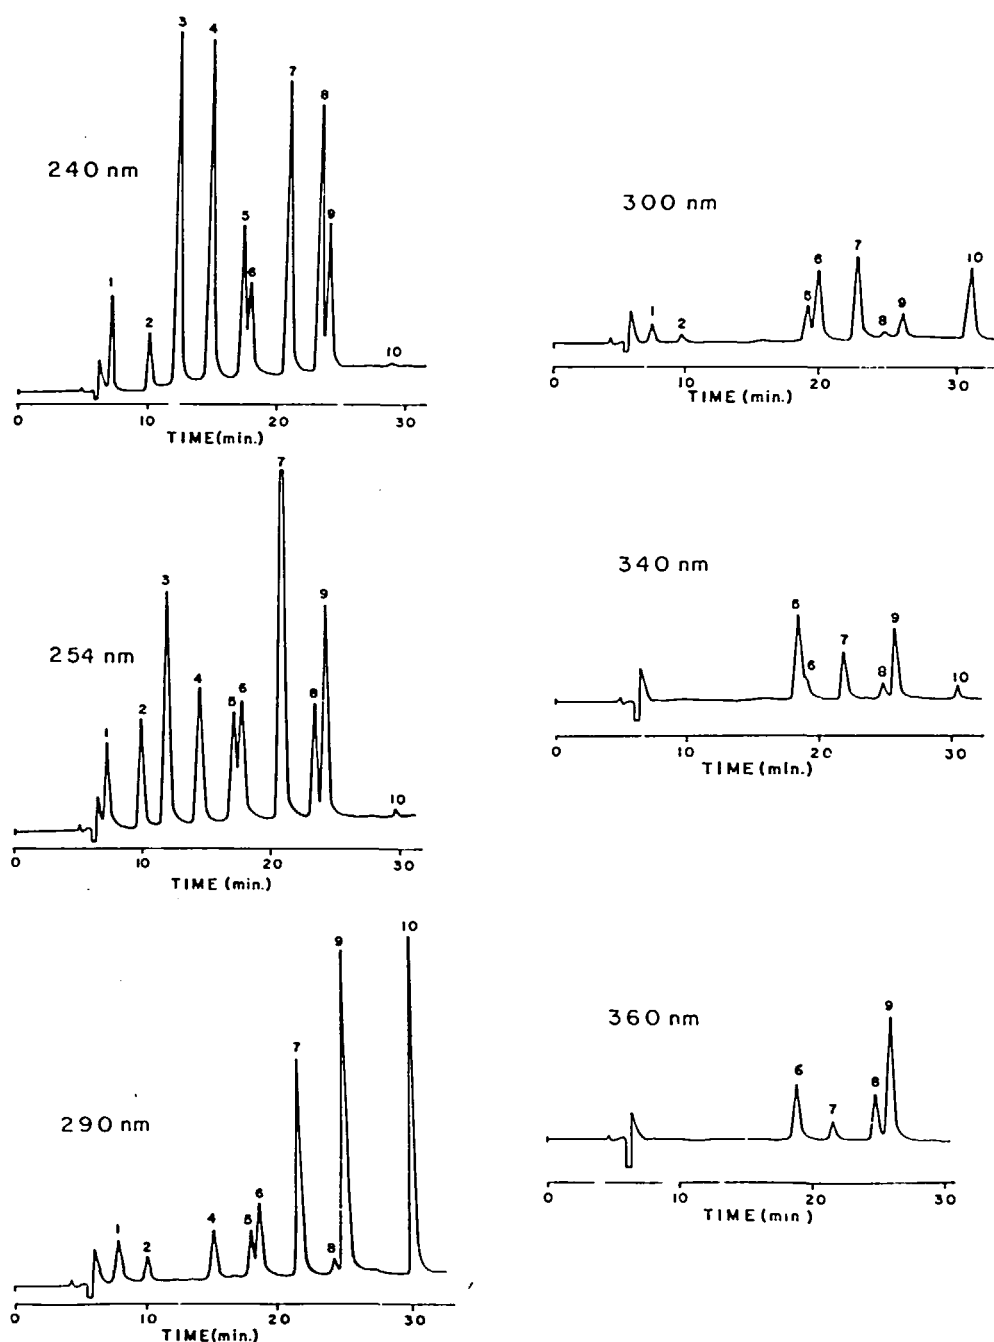 3 4
7
8
240 nm
5 9
6
1
2
10
0 10 20 30
TIME(min.)
300 nm
7
6 10
5 9
1 2 8
0 10 20 30
TIME (min.)
7
3
9
254 nm
4
2 5 6 8
1
10
0 10 20 30
TIME (min.)
340 nm
5 9
6 7
8 10
0 10 20 30
TIME (min.)
10
9
7
290 nm
6
4 5
1
2 8
0 10 20 30
TIME(min.)
360 nm
9
6 8
7
0 10 20 30
TIME (min)